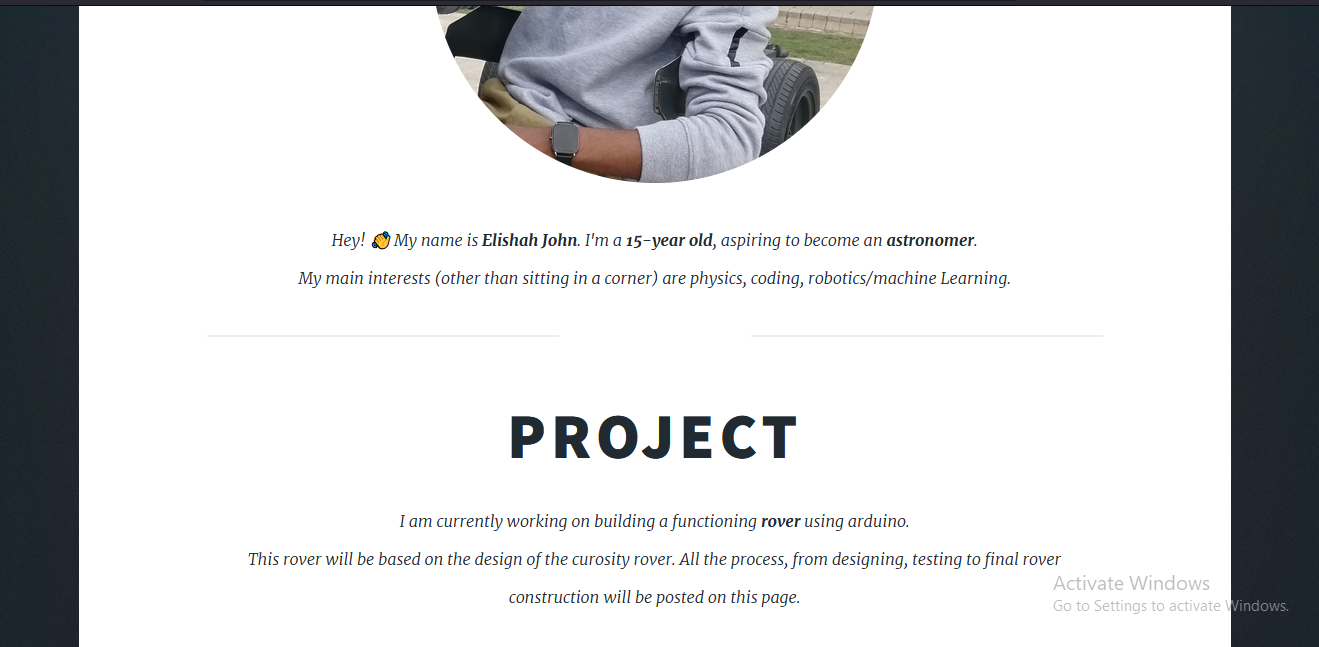 Hey! 👋 My name is Elishah John. I'm a 15-year old, aspiring to become an astronomer.
My main interests (other than sitting in a corner) are physics, coding, robotics/machine Learning.
PROJECT
I am currently working on building a functioning rover using arduino.
This rover will be based on the design of the curosity rover. All the process, from designing, testing to final rover
construction will be posted on this page.
Activate Windows
Go to Settings to activate Windows.